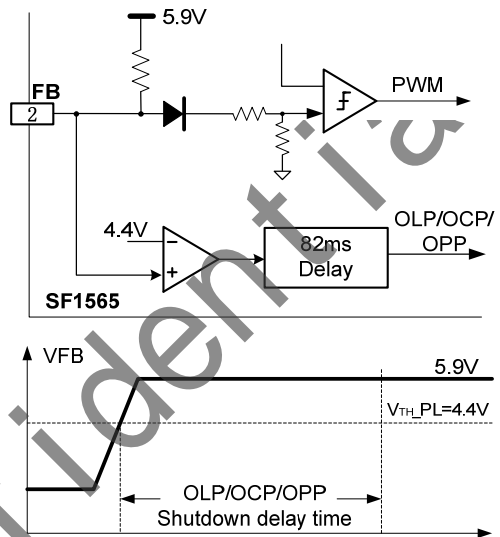 5.9V
FB
2
PWM
4.4V
−
+
82ms
Delay
OLP/OCP/
OPP
SF1565
VFB
5.9V
VTH_PL=4.4V
OLP/OCP/OPP
Shutdown delay time
idential